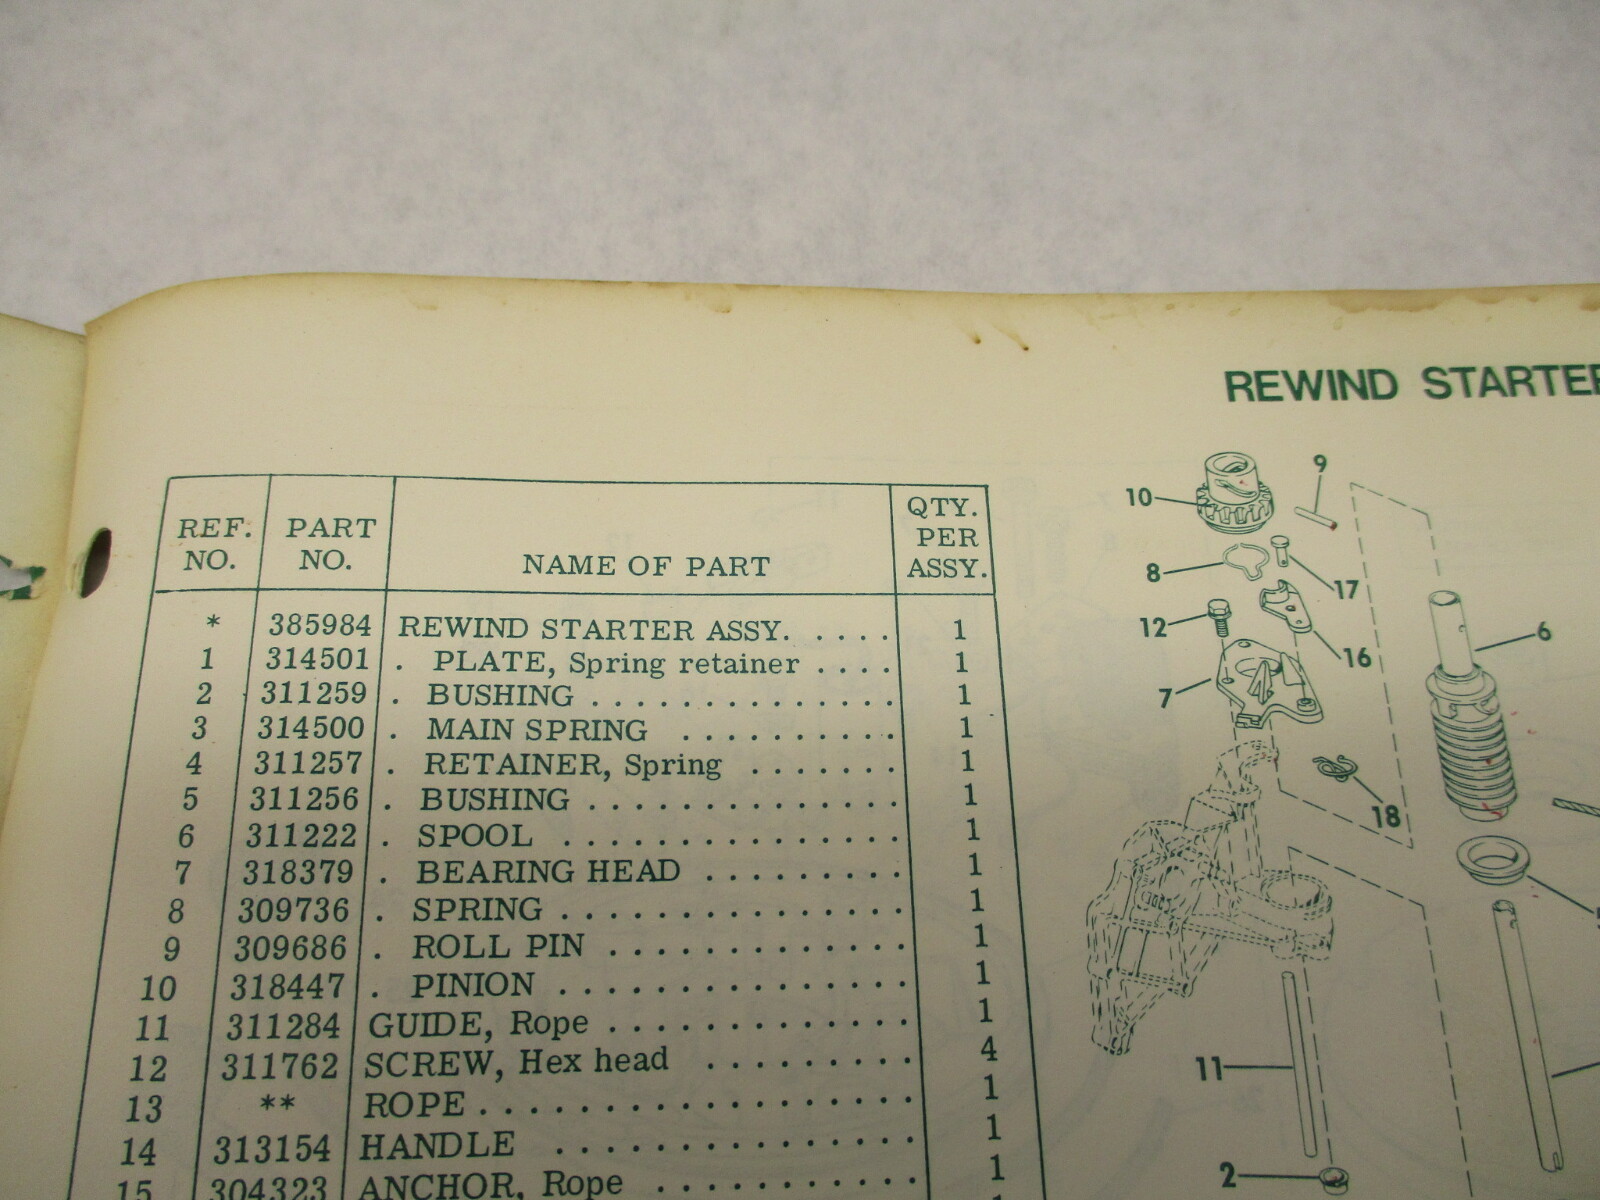 REWIND STARTER
REF. NO. PART NO. NAME OF PART QTY. PER ASSY.
* 385984 REWIND STARTER ASSY. . . . . 1
1 314501 . PLATE, Spring retainer . . . . 1
2 311259 . BUSHING . . . . . . . . . . . . . . 1
3 314500 . MAIN SPRING . . . . . . . . . . 1
4 311257 . RETAINER, Spring . . . . . . . 1
5 311256 . BUSHING . . . . . . . . . . . . . . 1
6 311222 . SPOOL . . . . . . . . . . . . . . . 1
7 318379 . BEARING HEAD . . . . . . . . . 1
8 309736 . SPRING . . . . . . . . . . . . . . . 1
9 309686 . ROLL PIN . . . . . . . . . . . . . 1
10 318447 . PINION . . . . . . . . . . . . . . . 1
11 311284 GUIDE, Rope . . . . . . . . . . . . . 1
12 311762 SCREW, Hex head . . . . . . . . . 4
13 ** ROPE . . . . . . . . . . . . . . . . . . . 1
14 313154 HANDLE . . . . . . . . . . . . . . . 1
15 304323 ANCHOR, Rope . . . . . . . . . . . 1
9
10
8
17
12
16
6
7
18
11
2